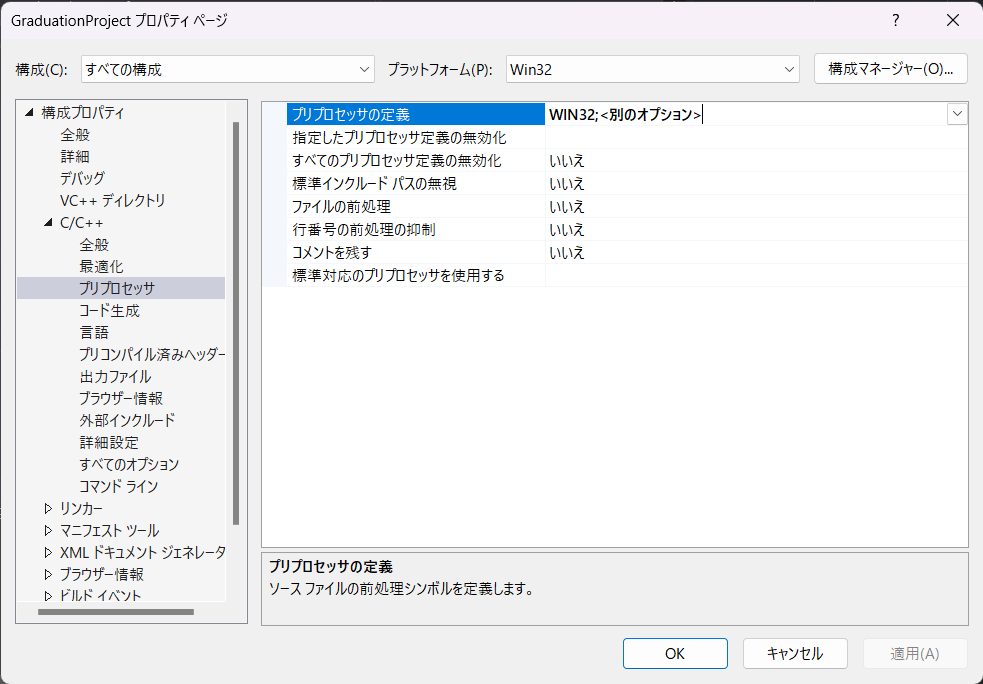 GraduationProject プロパティ ページ
?
構成(C): すべての構成 プラットフォーム(P): Win32 構成マネージャー(O)...
構成プロパティ
全般
詳細
デバッグ
VC++ ディレクトリ
C/C++
全般
最適化
プリプロセッサ
コード生成
言語
プリコンパイル済みヘッダー
出力ファイル
ブラウザー情報
外部インクルード
詳細設定
すべてのオプション
コマンド ライン
リンカー
マニフェスト ツール
XML ドキュメント ジェネレータ
ブラウザー情報
ビルド イベント
プリプロセッサの定義 WIN32;<別のオプション>
指定したプリプロセッサ定義の無効化
すべてのプリプロセッサ定義の無効化 いいえ
標準インクルード パスの無視 いいえ
ファイルの前処理 いいえ
行番号の前処理の抑制 いいえ
コメントを残す いいえ
標準対応のプリプロセッサを使用する
プリプロセッサの定義
ソース ファイルの前処理シンボルを定義します。
OK キャンセル 適用(A)